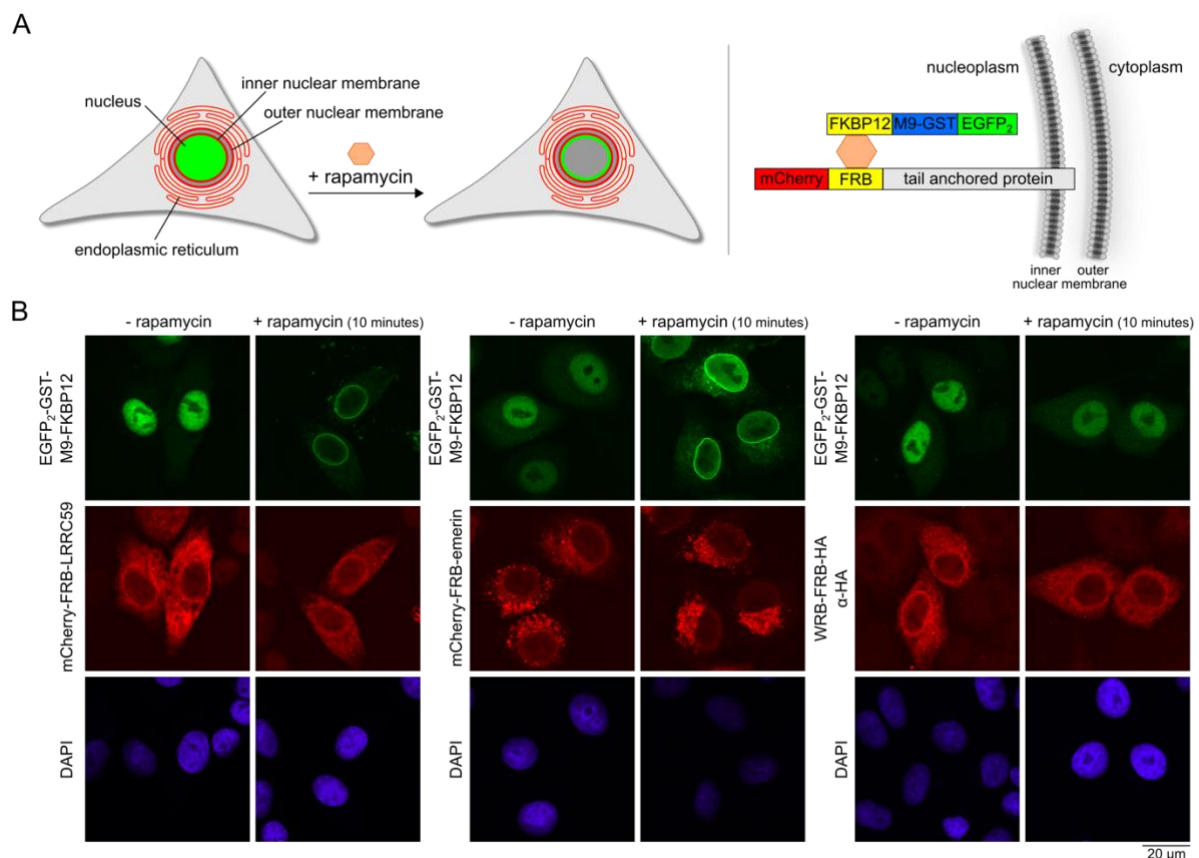 A
nucleus
inner nuclear membrane
outer nuclear membrane
+ rapamycin
endoplasmic reticulum
nucleoplasm
cytoplasm
FKBP12 M9-GST EGFP₂
mCherry FRB tail anchored protein
inner outer
nuclear membrane
B
- rapamycin
+ rapamycin (10 minutes)
- rapamycin
+ rapamycin (10 minutes)
- rapamycin
+ rapamycin (10 minutes)
EGFP₂-GST-
M9-FKBP12
EGFP₂-GST-
M9-FKBP12
EGFP₂-GST-
M9-FKBP12
mCherry-FRB-LRRC59
mCherry-FRB-emerin
WRB-FRB-HA
α-HA
DAPI
DAPI
DAPI
20 µm